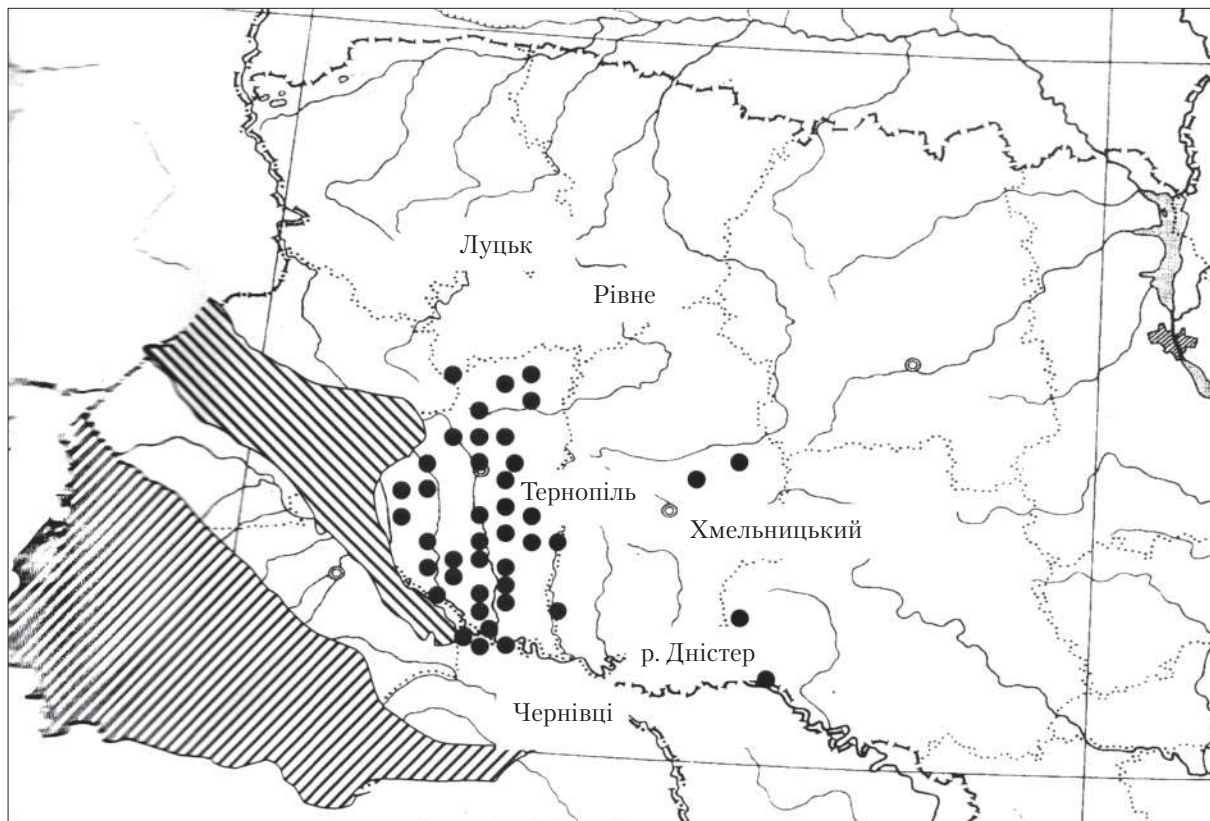 Луцьк
Рівне
Тернопіль
Хмельницький
р. Дністер
Чернівці